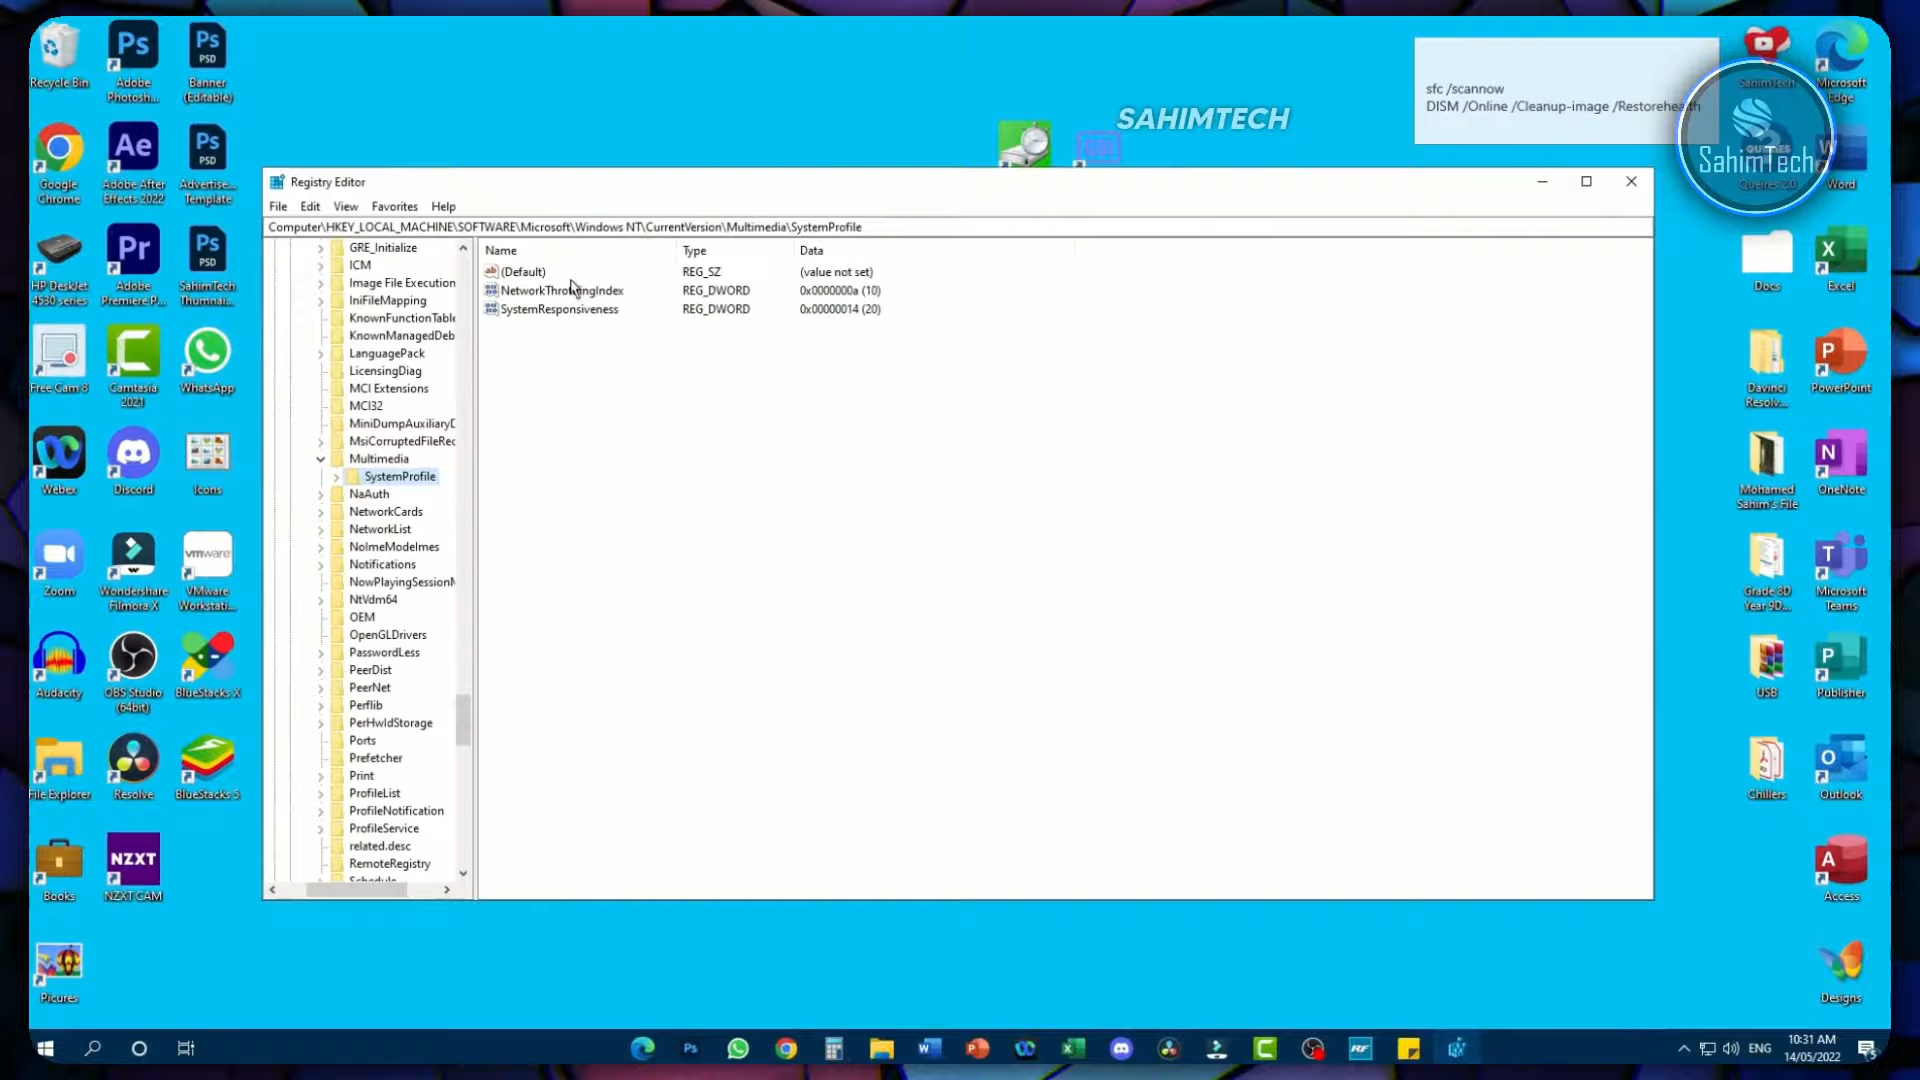 Recycle Bin
Adobe Photosh...
Banner (Editable)
Google Chrome
Adobe After Effects 2022
Advertise... Template
HP Deskjet 4530 series
Adobe Premiere P...
SahimTech Thumnai...
Free Cam 8
Camtasia 2021
WhatsApp
Webex
Discord
Icons
Zoom
Wondershare Filmora X
VMware Workstati...
Audacity
OBS Studio (64bit)
BlueStacks X
File Explorer
Resolve
BlueStacks 5
Books
NZXT CAM
Picures
SAHIMTECH
sfc /scannow
DISM /Online /Cleanup-image /Restorehealth
SahimTech
Microsoft Edge
Word
Docs
Excel
Davinci Resolv...
PowerPoint
Mohamed Sahim's File
OneNote
Grade 8D Year 9D...
Microsoft Teams
USB
Publisher
Chillers
Outlook
Access
Designs
Registry Editor
File Edit View Favorites Help
Computer\HKEY_LOCAL_MACHINE\SOFTWARE\Microsoft\Windows NT\CurrentVersion\Multimedia\SystemProfile
GRE_Initialize
ICM
Image File Execution
IniFileMapping
KnownFunctionTable
KnownManagedDeb
LanguagePack
LicensingDiag
MCI Extensions
MCI32
MiniDumpAuxiliaryD
MsiCorruptedFileRec
Multimedia
SystemProfile
NaAuth
NetworkCards
NetworkList
NoImeModeImes
Notifications
NowPlayingSessionM
NtVdm64
OEM
OpenGLDrivers
PasswordLess
PeerDist
PeerNet
Perflib
PerHwIdStorage
Ports
Prefetcher
Print
ProfileList
ProfileNotification
ProfileService
related.desc
RemoteRegistry
Schedule
Name Type Data
(Default) REG_SZ (value not set)
NetworkThrottlingIndex REG_DWORD 0x0000000a (10)
SystemResponsiveness REG_DWORD 0x00000014 (20)
ENG
10:31 AM
14/05/2022